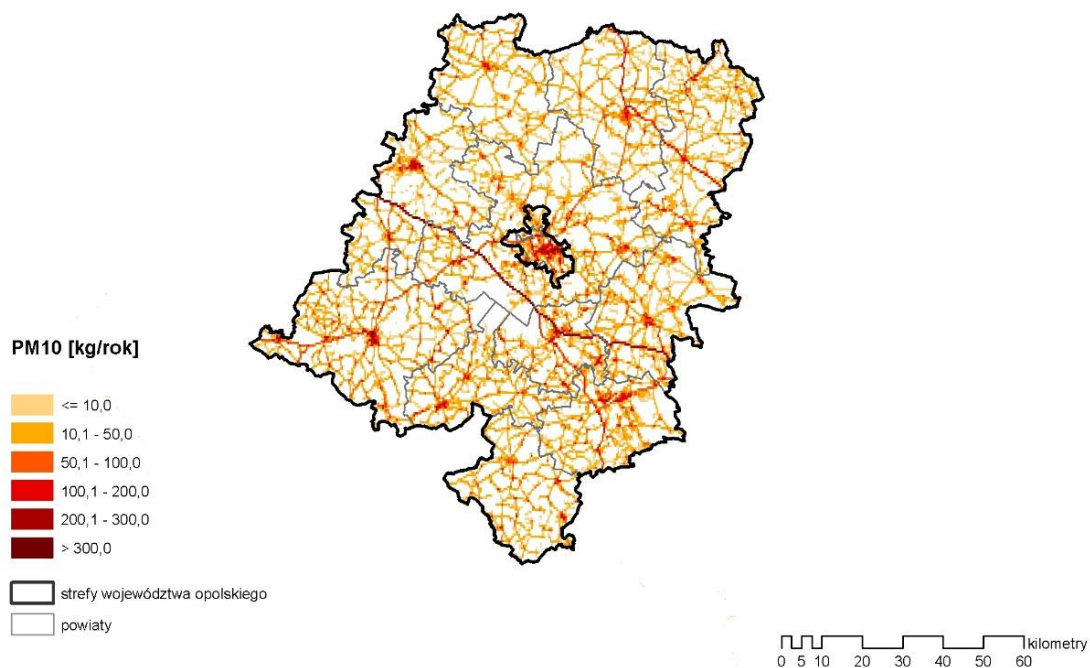 PM10 [kg/rok]
<= 10,0
10,1 - 50,0
50,1 - 100,0
100,1 - 200,0
200,1 - 300,0
> 300,0
strefy województwa opolskiego
powiaty
kilometry
0 5 10 20 30 40 50 60